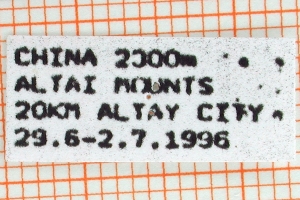 CHINA 2000m
ALTAI MOUNTS
20KM ALTAY CITY
29.6-2.7.1996